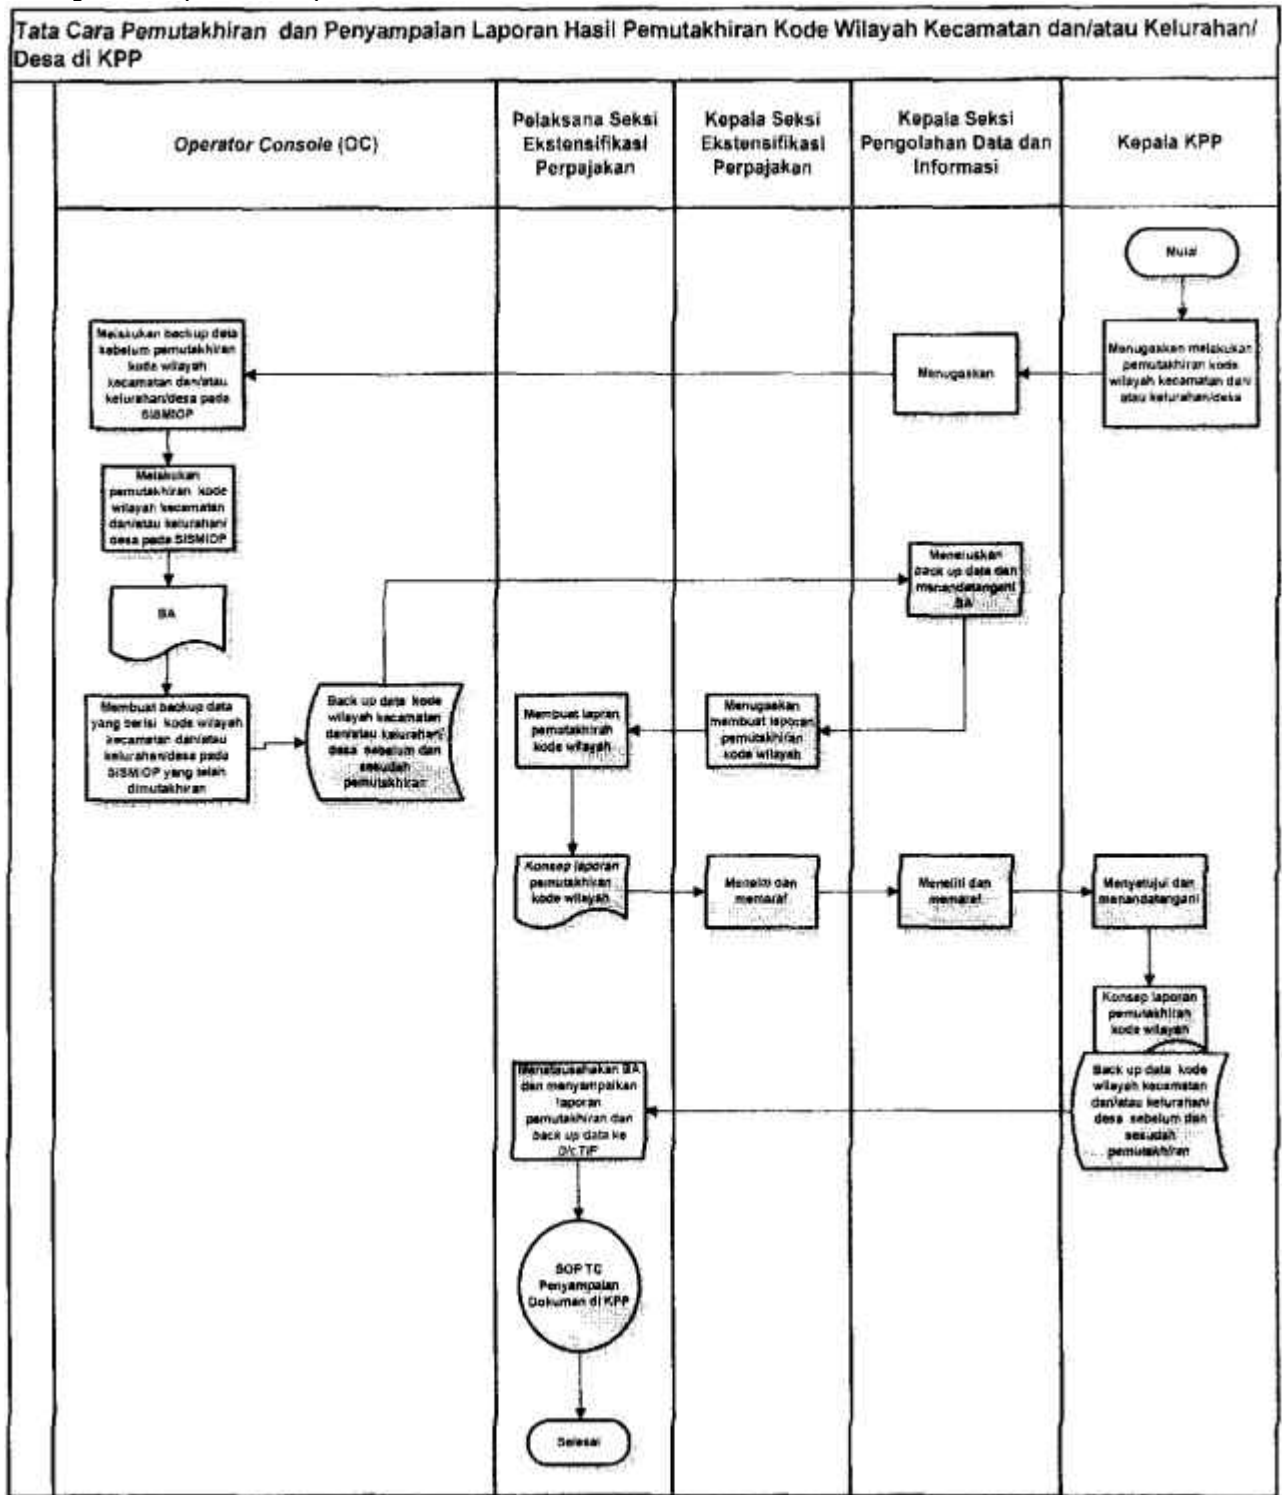 Tata Cara Pemutakhiran dan Penyampaian Laporan Hasil Pemutakhiran Kode Wilayah Kecamatan dan/atau Kelurahan/
Desa di KPP
Operator Console (OC)
Pelaksana Seksi
Ekstensifikasi
Perpajakan
Kepala Seksi
Ekstensifikasi
Perpajakan
Kepala Seksi
Pengolahan Data dan
Informasi
Kepala KPP
Mulai
Menugaskan melakukan
pemutakhiran kode
wilayah kecamatan dan/
atau kelurahan/desa
Menugaskan
Melakukan backup data
sebelum pemutakhiran
kode wilayah
kecamatan dan/atau
kelurahan/desa pada
SISMIOP
Melakukan
pemutakhiran kode
wilayah kecamatan
dan/atau kelurahan/
desa pada SISMIOP
BA
Membuat backup data
yang berisi kode wilayah
kecamatan dan/atau
kelurahan/desa pada
SISMIOP yang telah
dimutakhiran
Back up data kode
wilayah kecamatan
dan/atau kelurahan/
desa sebelum dan
sesudah
pemutakhiran
Meneruskan
back up data dan
menandatangani
BA
Menugaskan
membuat laporan
pemutakhiran
kode wilayah
Membuat lapran
pemutakhirah
kode wilayah
Konsep laporan
pemutakhiran
kode wilayah
Meneliti dan
memaraf
Meneliti dan
memaraf
Menyetujui dan
menandatangani
Konsep laporan
pemutakhiran
kode wilayah
Back up data kode
wilayah kecamatan
dan/atau kelurahan/
desa sebelum dan
sesudah
pemutakhiran
Menatausahakan BA
dan menyampaikan
laporan
pemutakhiran dan
back up data ke
Dit TIP
SOP TC
Penyampaian
Dokumen di KPP
Selesai